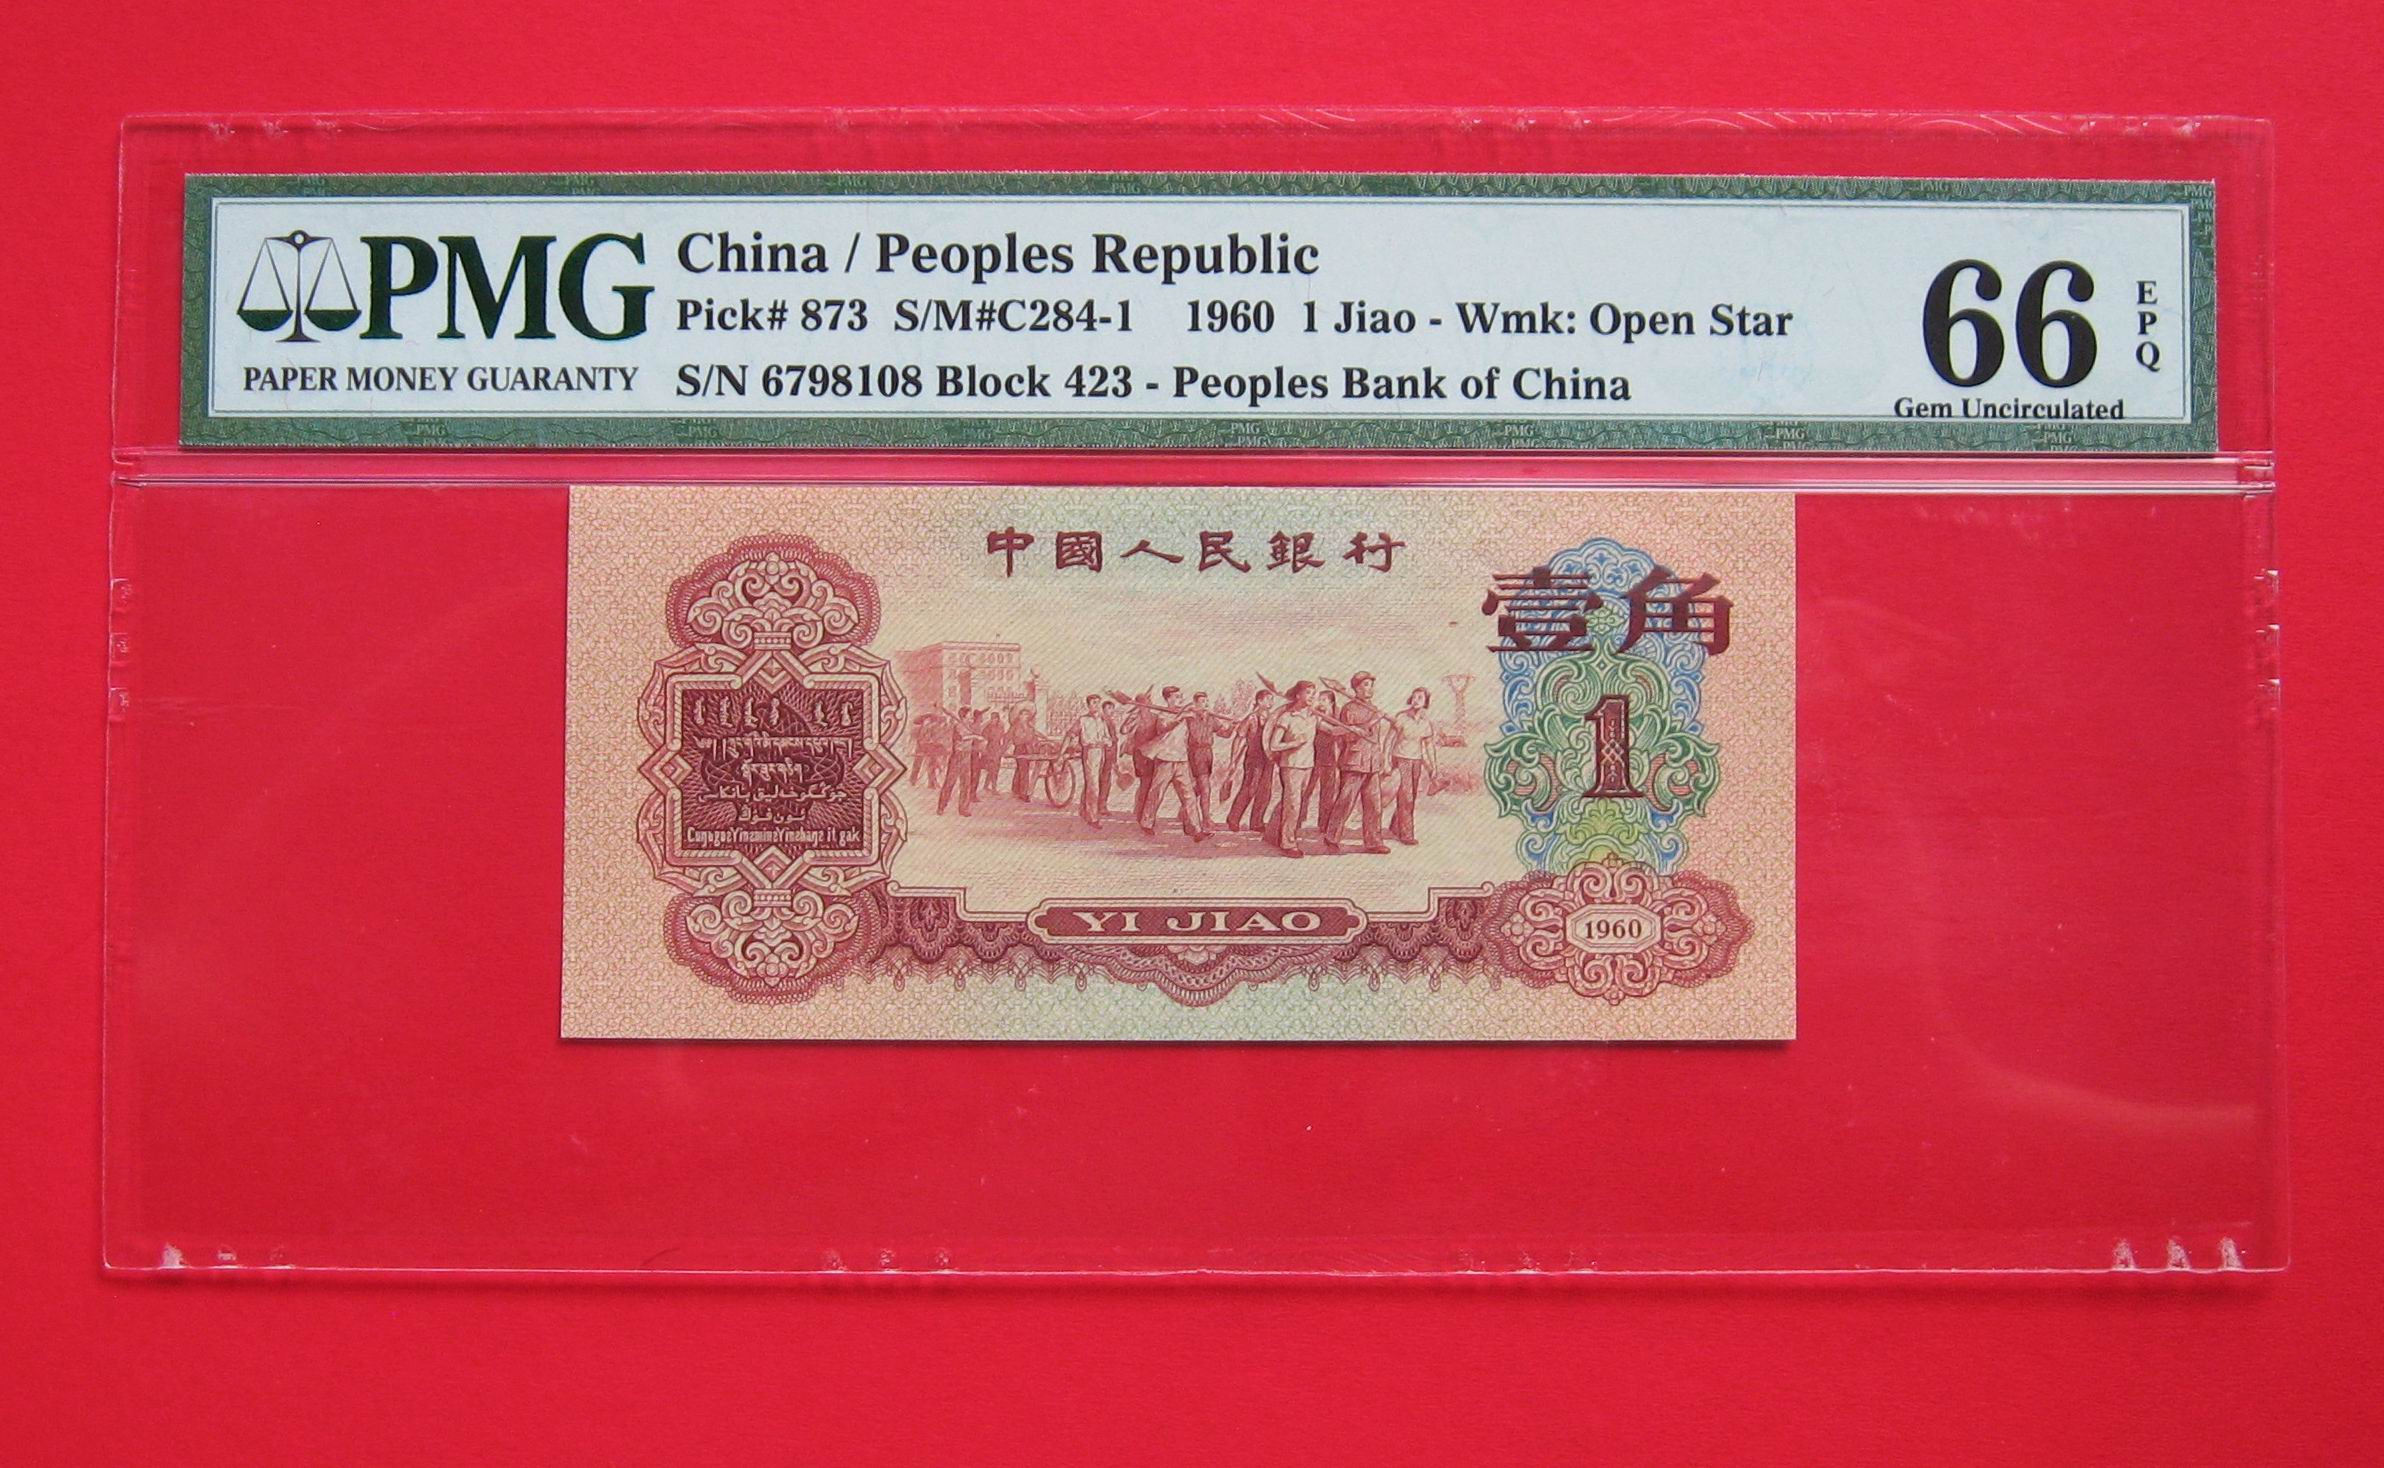 PMG
PAPER MONEY GUARANTY
China / Peoples Republic
Pick# 873 S/M#C284-1 1960 1 Jiao - Wmk: Open Star
S/N 6798108 Block 423 - Peoples Bank of China
66
EPQ
Gem Uncirculated
中國人民銀行
壹角
1
YI JIAO
1960